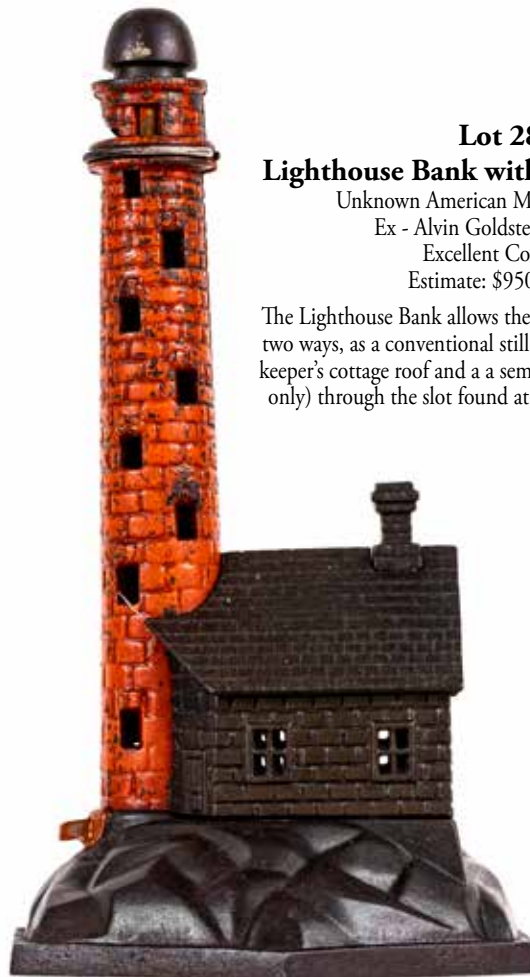 Lot 28
Lighthouse Bank with
Unknown American M
Ex - Alvin Goldste
Excellent Co
Estimate: $950
The Lighthouse Bank allows the
two ways, as a conventional still
keeper's cottage roof and a a sem
only) through the slot found at